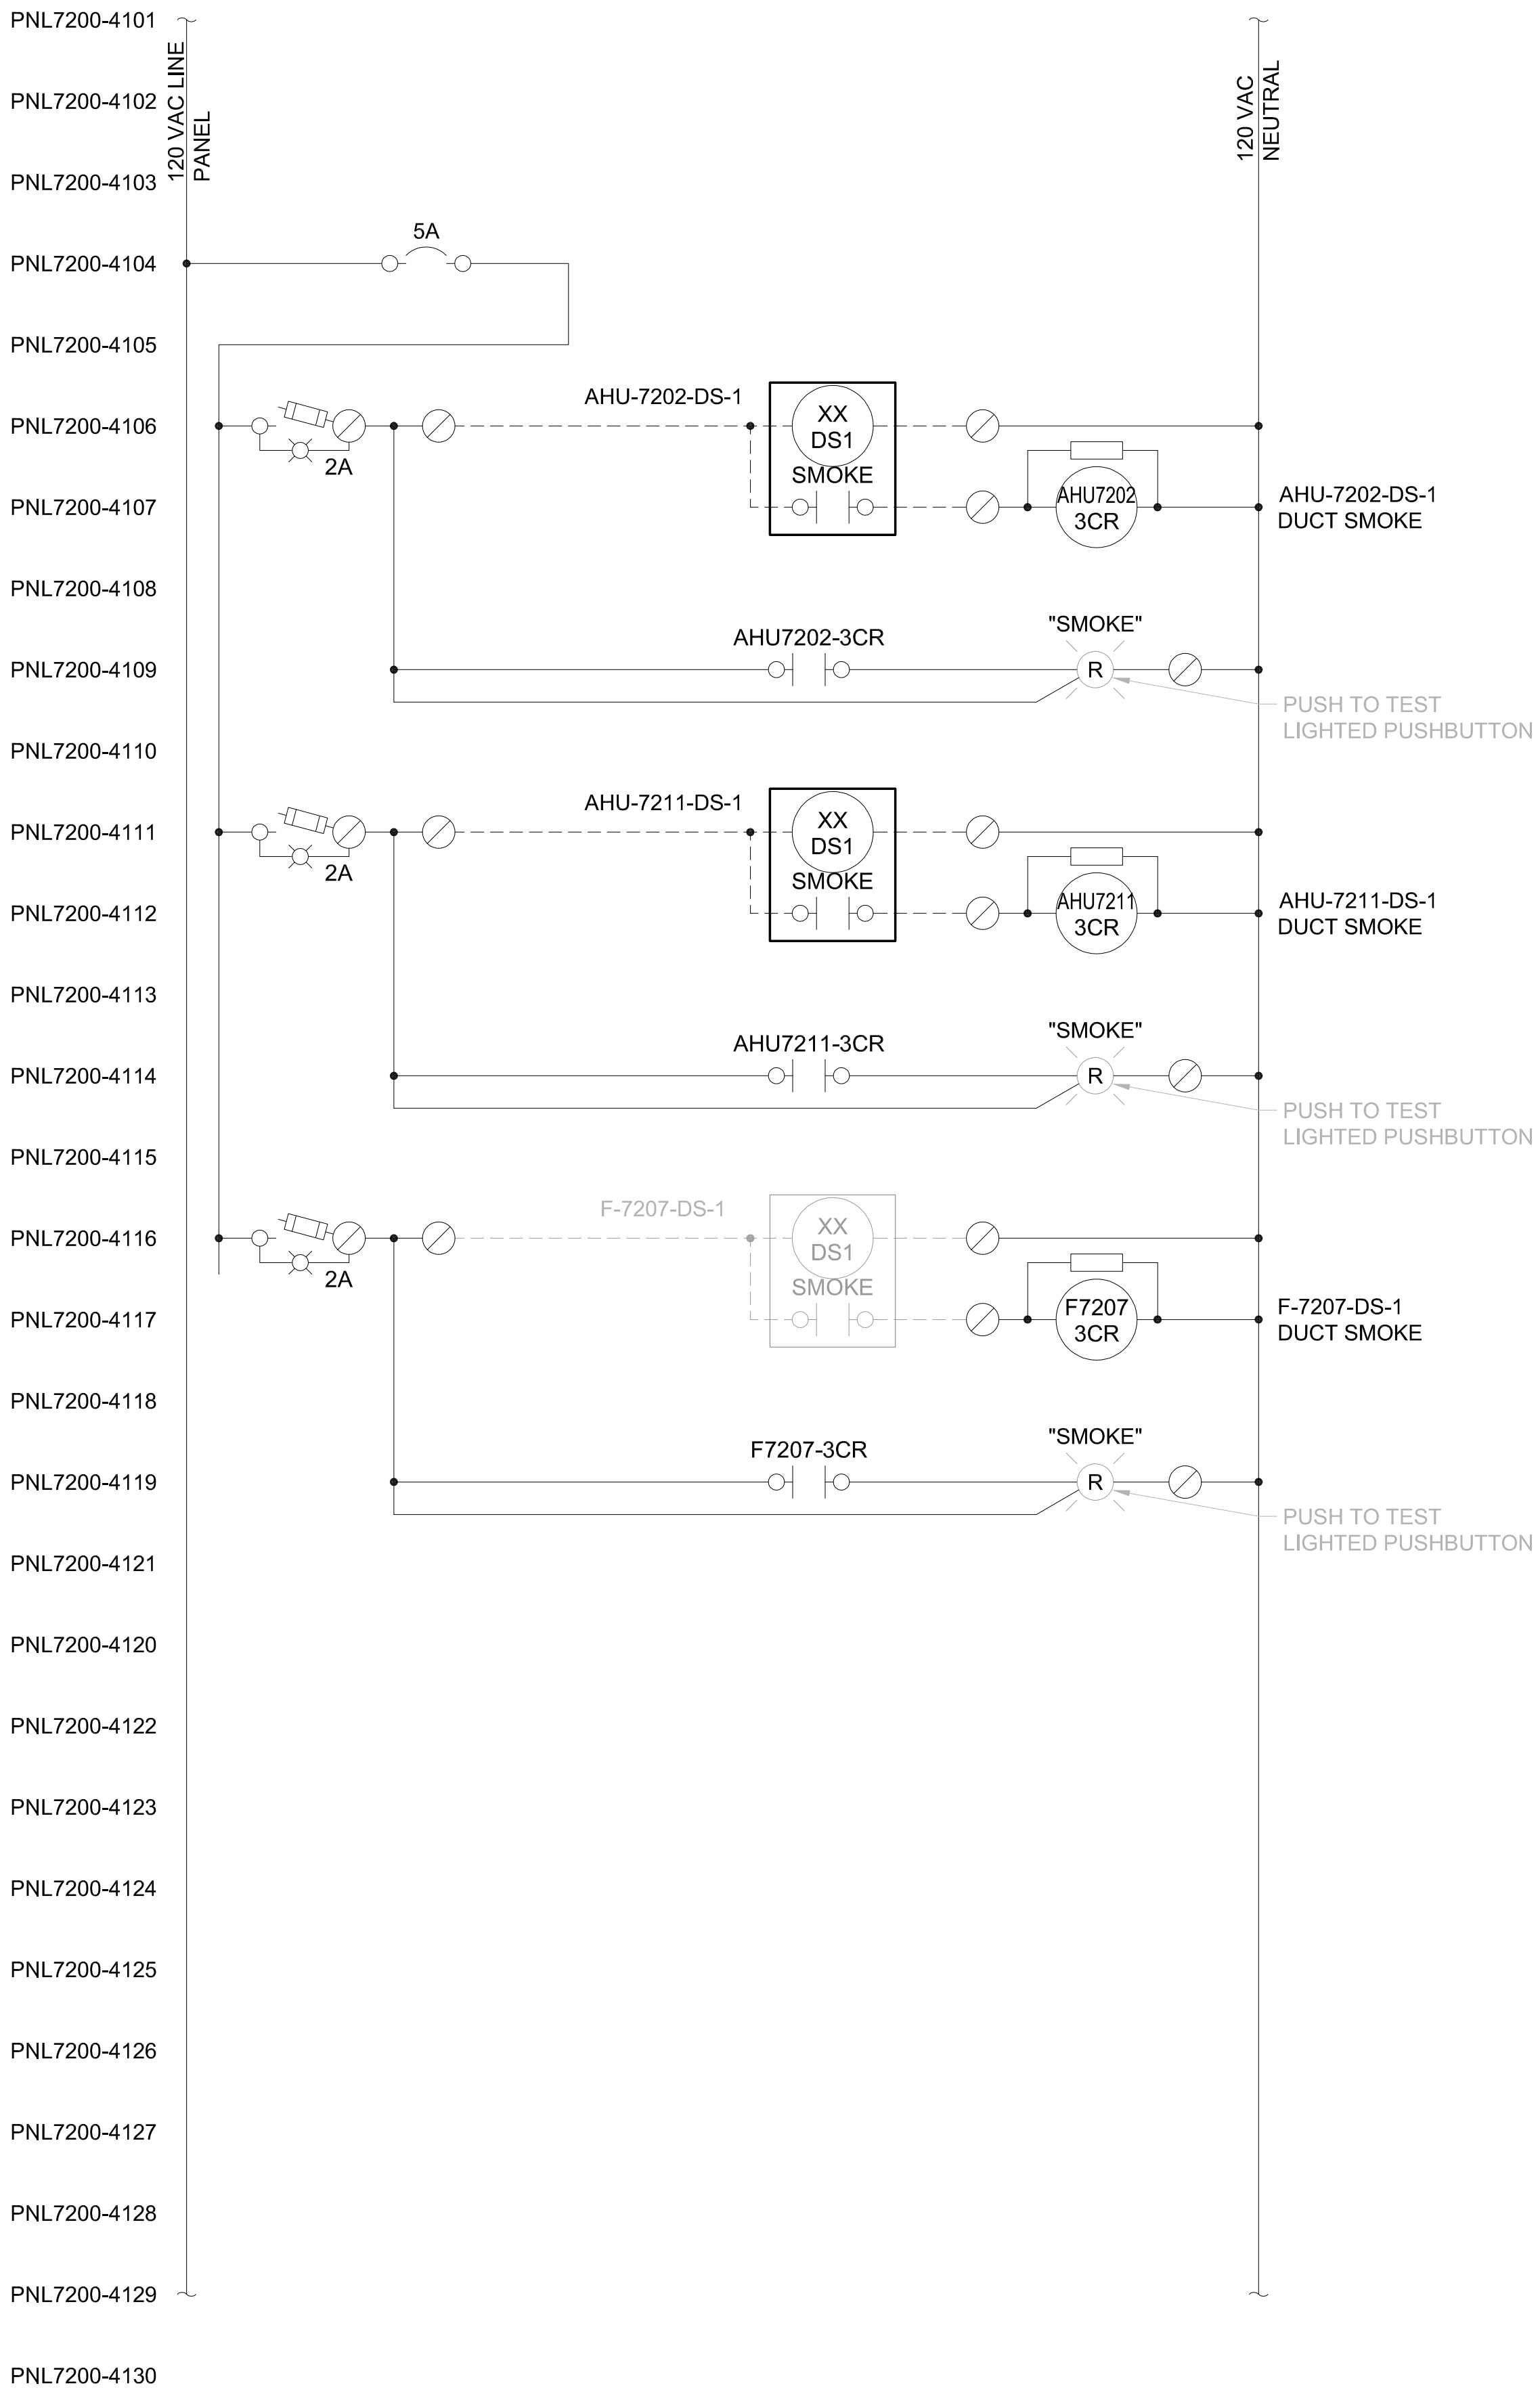 PNL7200-4101
120 VAC LINE
PANEL
120 VAC
NEUTRAL
PNL7200-4102
PNL7200-4103
5A
PNL7200-4104
PNL7200-4105
AHU-7202-DS-1
XX
DS1
PNL7200-4106
2A
SMOKE
PNL7200-4107
AHU7202
3CR
AHU-7202-DS-1
DUCT SMOKE
PNL7200-4108
AHU7202-3CR
"SMOKE"
PNL7200-4109
R
PUSH TO TEST
LIGHTED PUSHBUTTON
PNL7200-4110
AHU-7211-DS-1
XX
DS1
PNL7200-4111
2A
SMOKE
PNL7200-4112
AHU7211
3CR
AHU-7211-DS-1
DUCT SMOKE
PNL7200-4113
AHU7211-3CR
"SMOKE"
PNL7200-4114
R
PUSH TO TEST
LIGHTED PUSHBUTTON
PNL7200-4115
F-7207-DS-1
XX
DS1
PNL7200-4116
2A
SMOKE
PNL7200-4117
F7207
3CR
F-7207-DS-1
DUCT SMOKE
PNL7200-4118
F7207-3CR
"SMOKE"
PNL7200-4119
R
PUSH TO TEST
LIGHTED PUSHBUTTON
PNL7200-4121
PNL7200-4120
PNL7200-4122
PNL7200-4123
PNL7200-4124
PNL7200-4125
PNL7200-4126
PNL7200-4127
PNL7200-4128
PNL7200-4129
PNL7200-4130